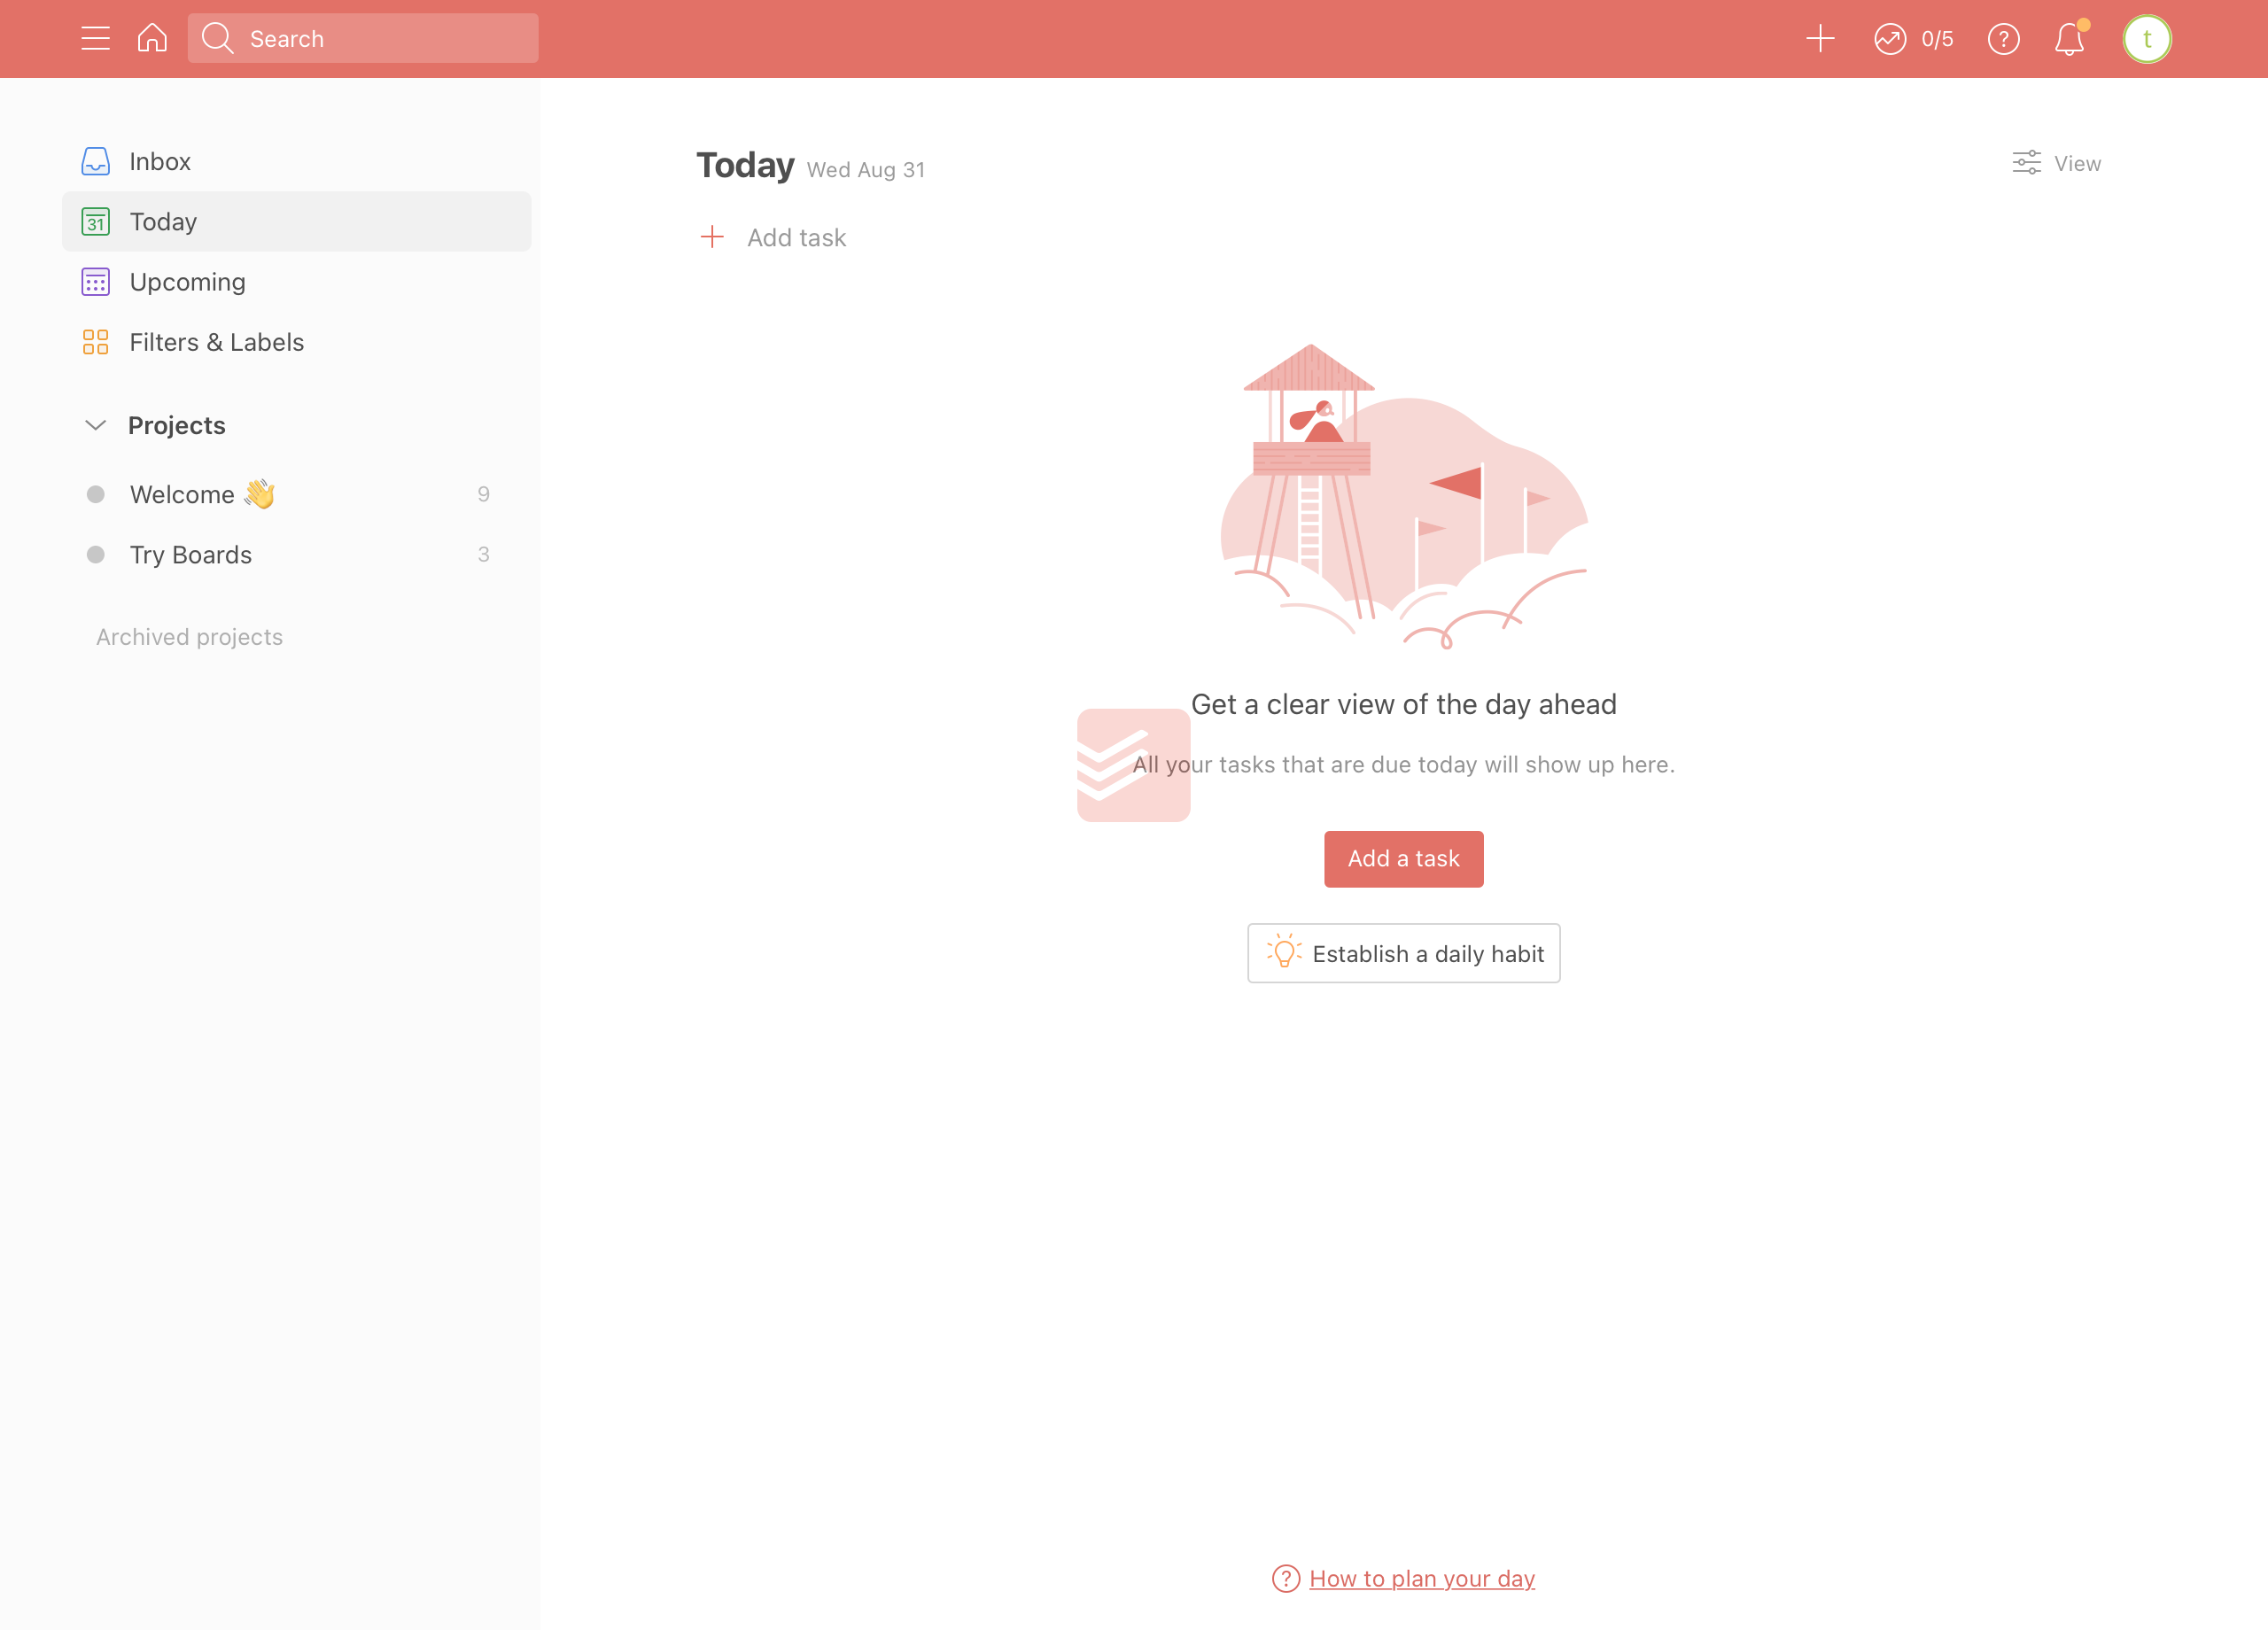 Search
0/5
?
t
Inbox
31 Today
Upcoming
Filters & Labels
Projects
Welcome 👋 9
Try Boards 3
Archived projects
Today Wed Aug 31
View
+ Add task
Get a clear view of the day ahead
All your tasks that are due today will show up here.
Add a task
Establish a daily habit
? How to plan your day